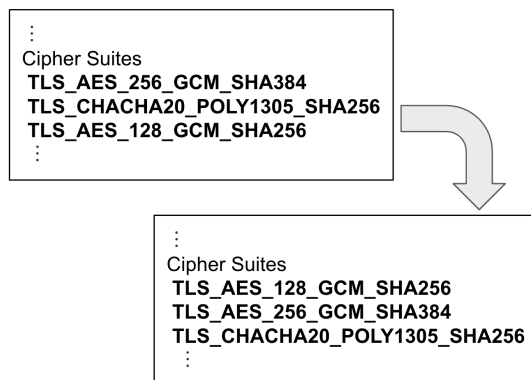 ⋮
Cipher Suites
TLS_AES_256_GCM_SHA384
TLS_CHACHA20_POLY1305_SHA256
TLS_AES_128_GCM_SHA256
⋮
⋮
Cipher Suites
TLS_AES_128_GCM_SHA256
TLS_AES_256_GCM_SHA384
TLS_CHACHA20_POLY1305_SHA256
⋮